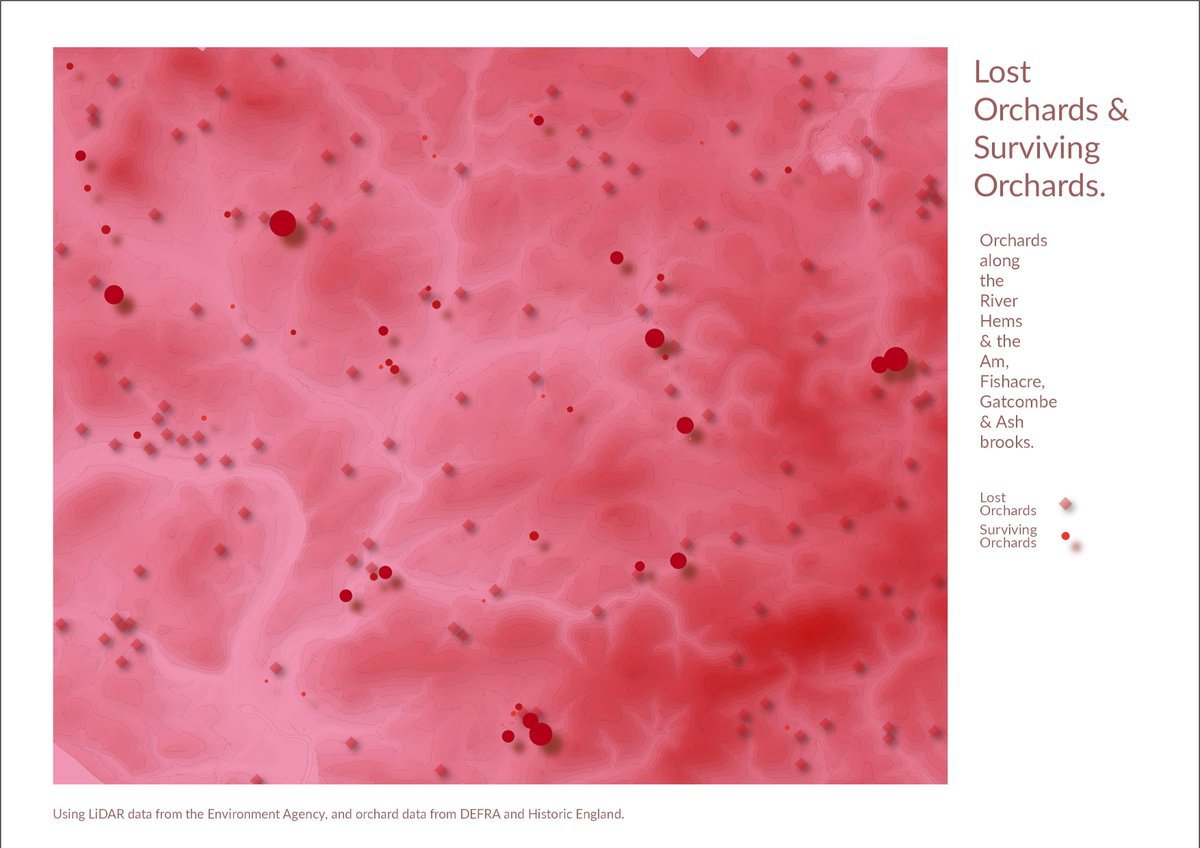 Lost
Orchards &
Surviving
Orchards.
Orchards
along
the
River
Hems
& the
Am,
Fishacre,
Gatcombe
& Ash
brooks.
Lost
Orchards
Surviving
Orchards
Using LiDAR data from the Environment Agency, and orchard data from DEFRA and Historic England.